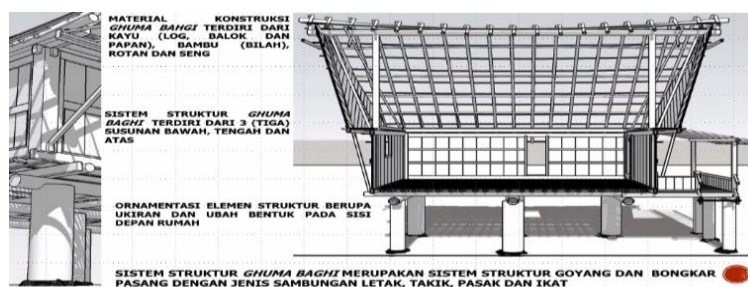 MATERIAL KONSTRUKSI
GHUMA BAHGI TERDIRI DARI
KAYU (LOG, BALOK DAN
PAPAN), BAMBU (BILAH),
ROTAN DAN SENG
SISTEM STRUKTUR GHUMA
BAGHI TERDIRI DARI 3 (TIGA)
SUSUNAN BAWAH, TENGAH DAN
ATAS
ORNAMENTASI ELEMEN STRUKTUR BERUPA
UKIRAN DAN UBAH BENTUK PADA SISI
DEPAN RUMAH
SISTEM STRUKTUR GHUMA BAGHI MERUPAKAN SISTEM STRUKTUR GOYANG DAN BONGKAR
PASANG DENGAN JENIS SAMBUNGAN LETAK, TAKIK, PASAK DAN IKAT